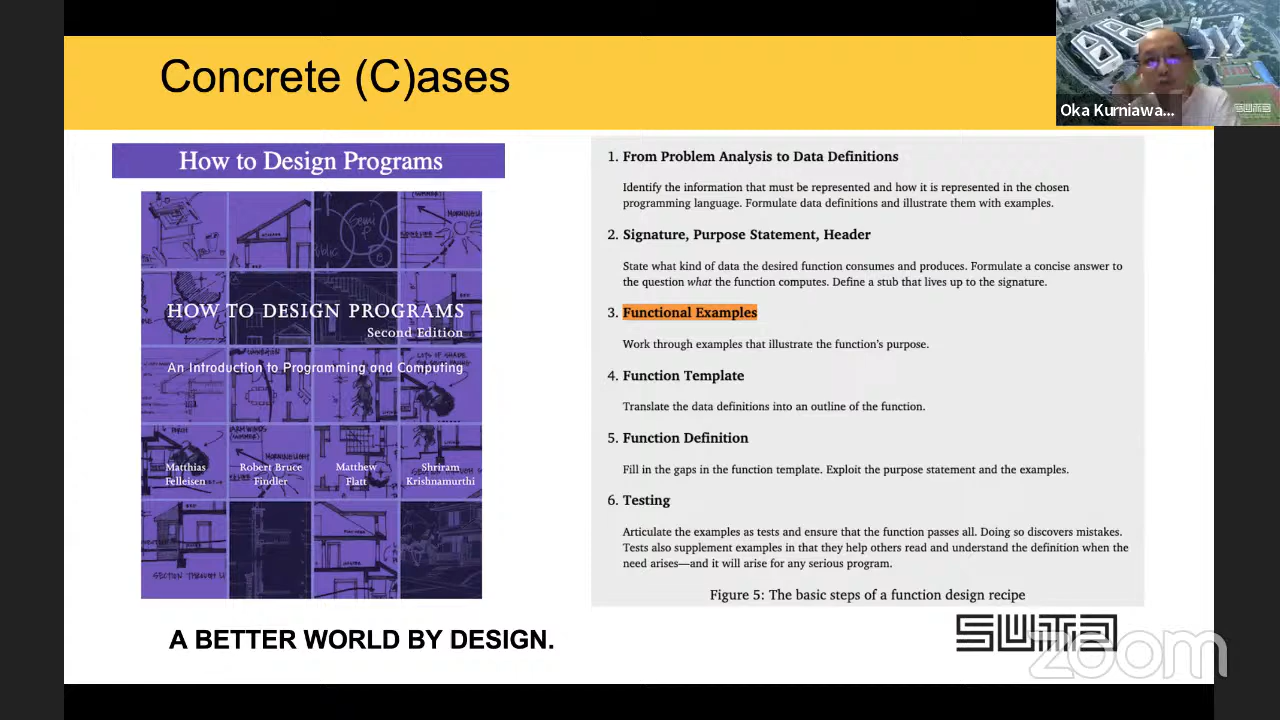 Concrete (C)ases
Oka Kurniawa...
How to Design Programs
HOW TO DESIGN PROGRAMS
Second Edition
An Introduction to Programming and Computing
Matthias
Felleisen
Robert Bruce
Findler
Matthew
Flatt
Shriram
Krishnamurthi
1. From Problem Analysis to Data Definitions
Identify the information that must be represented and how it is represented in the chosen
programming language. Formulate data definitions and illustrate them with examples.
2. Signature, Purpose Statement, Header
State what kind of data the desired function consumes and produces. Formulate a concise answer to
the question what the function computes. Define a stub that lives up to the signature.
3. Functional Examples
Work through examples that illustrate the function's purpose.
4. Function Template
Translate the data definitions into an outline of the function.
5. Function Definition
Fill in the gaps in the function template. Exploit the purpose statement and the examples.
6. Testing
Articulate the examples as tests and ensure that the function passes all. Doing so discovers mistakes.
Tests also supplement examples in that they help others read and understand the definition when the
need arises—and it will arise for any serious program.
Figure 5: The basic steps of a function design recipe
A BETTER WORLD BY DESIGN.
SUTD
zoom